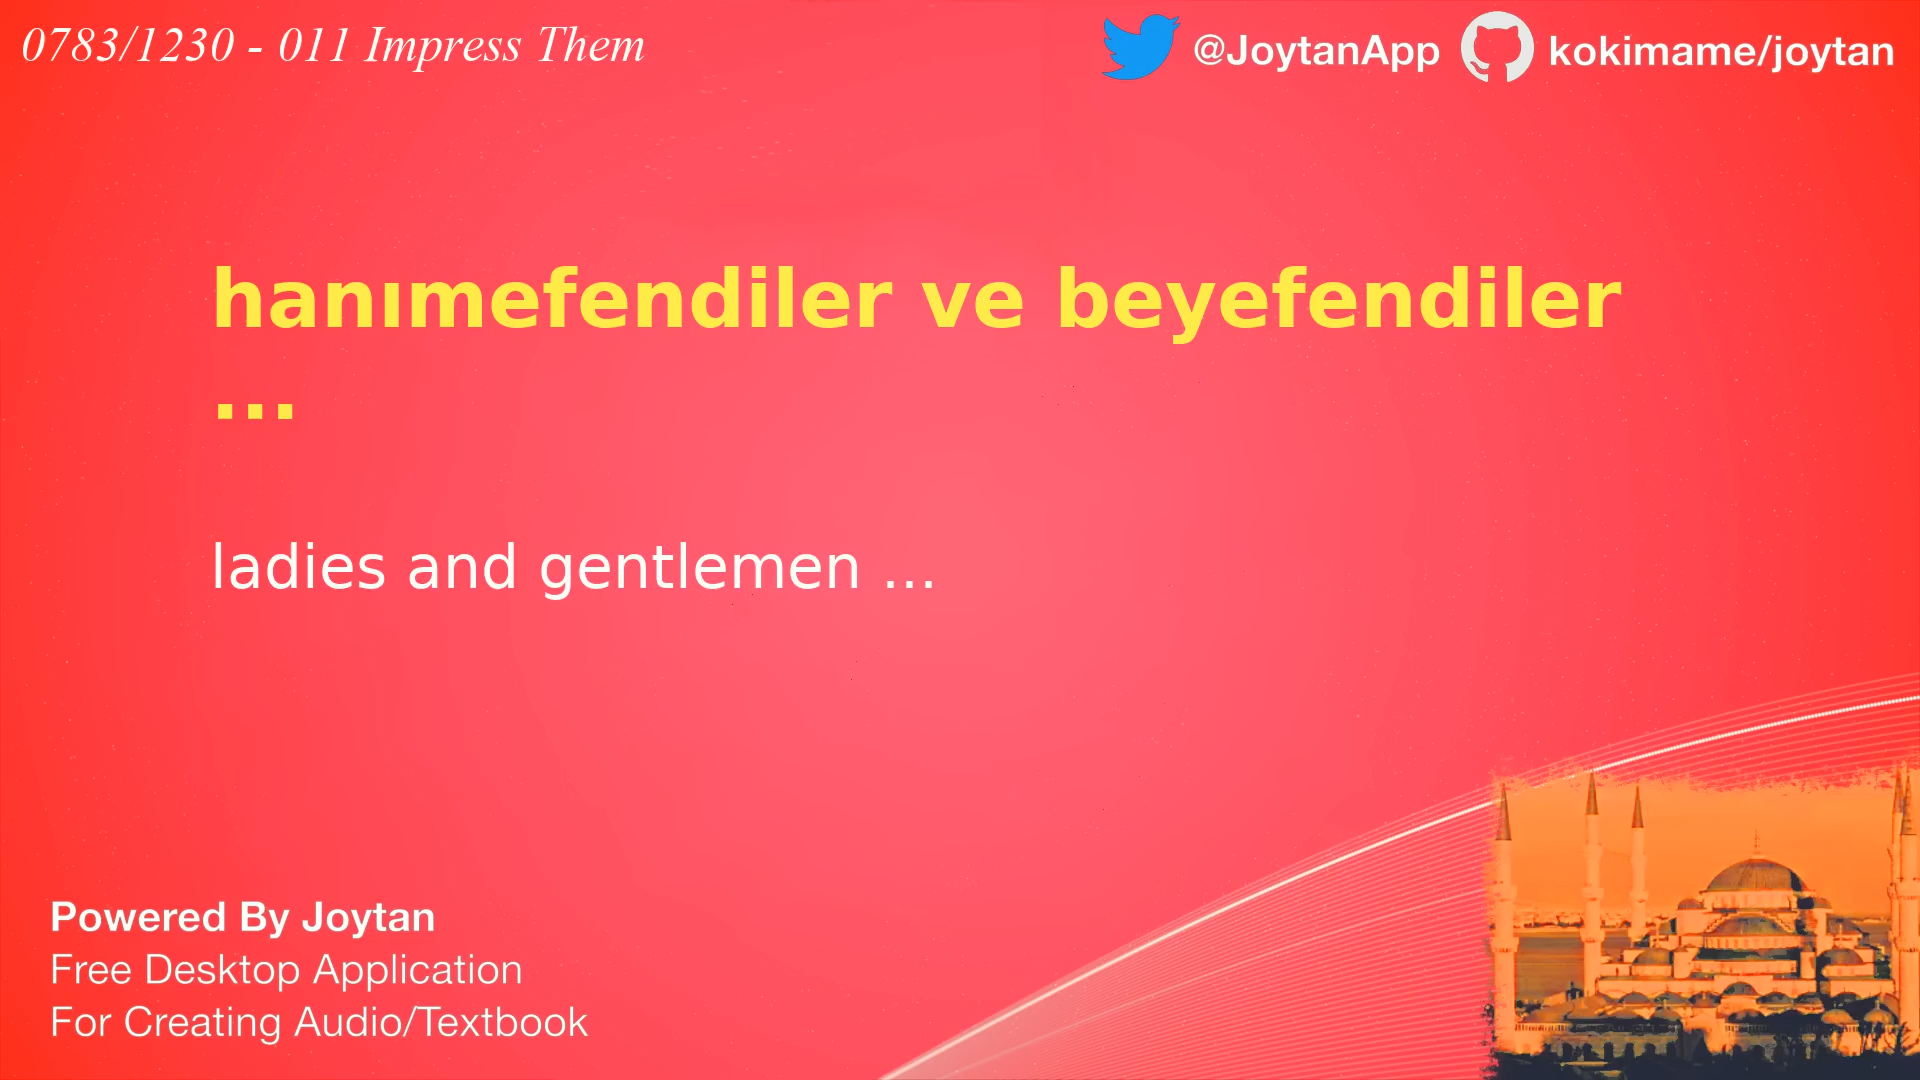 0783/1230 - 011 Impress Them
@JoytanApp
kokimame/joytan
hanımefendiler ve beyefendiler
...
ladies and gentlemen ...
Powered By Joytan
Free Desktop Application
For Creating Audio/Textbook